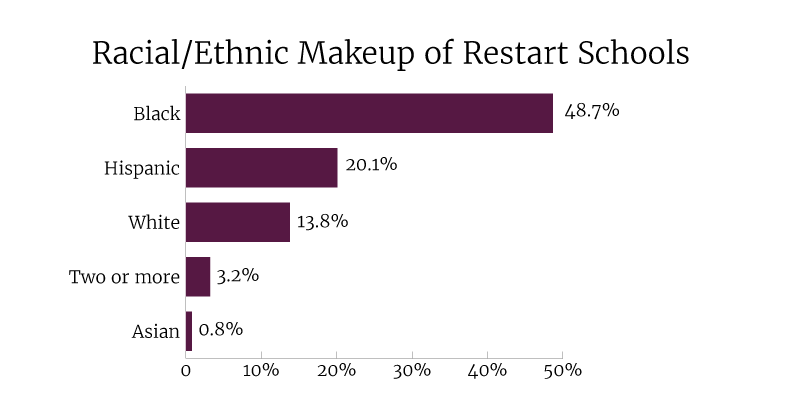 Racial/Ethnic Makeup of Restart Schools
Black 48.7%
Hispanic 20.1%
White 13.8%
Two or more 3.2%
Asian 0.8%
0 10% 20% 30% 40% 50%